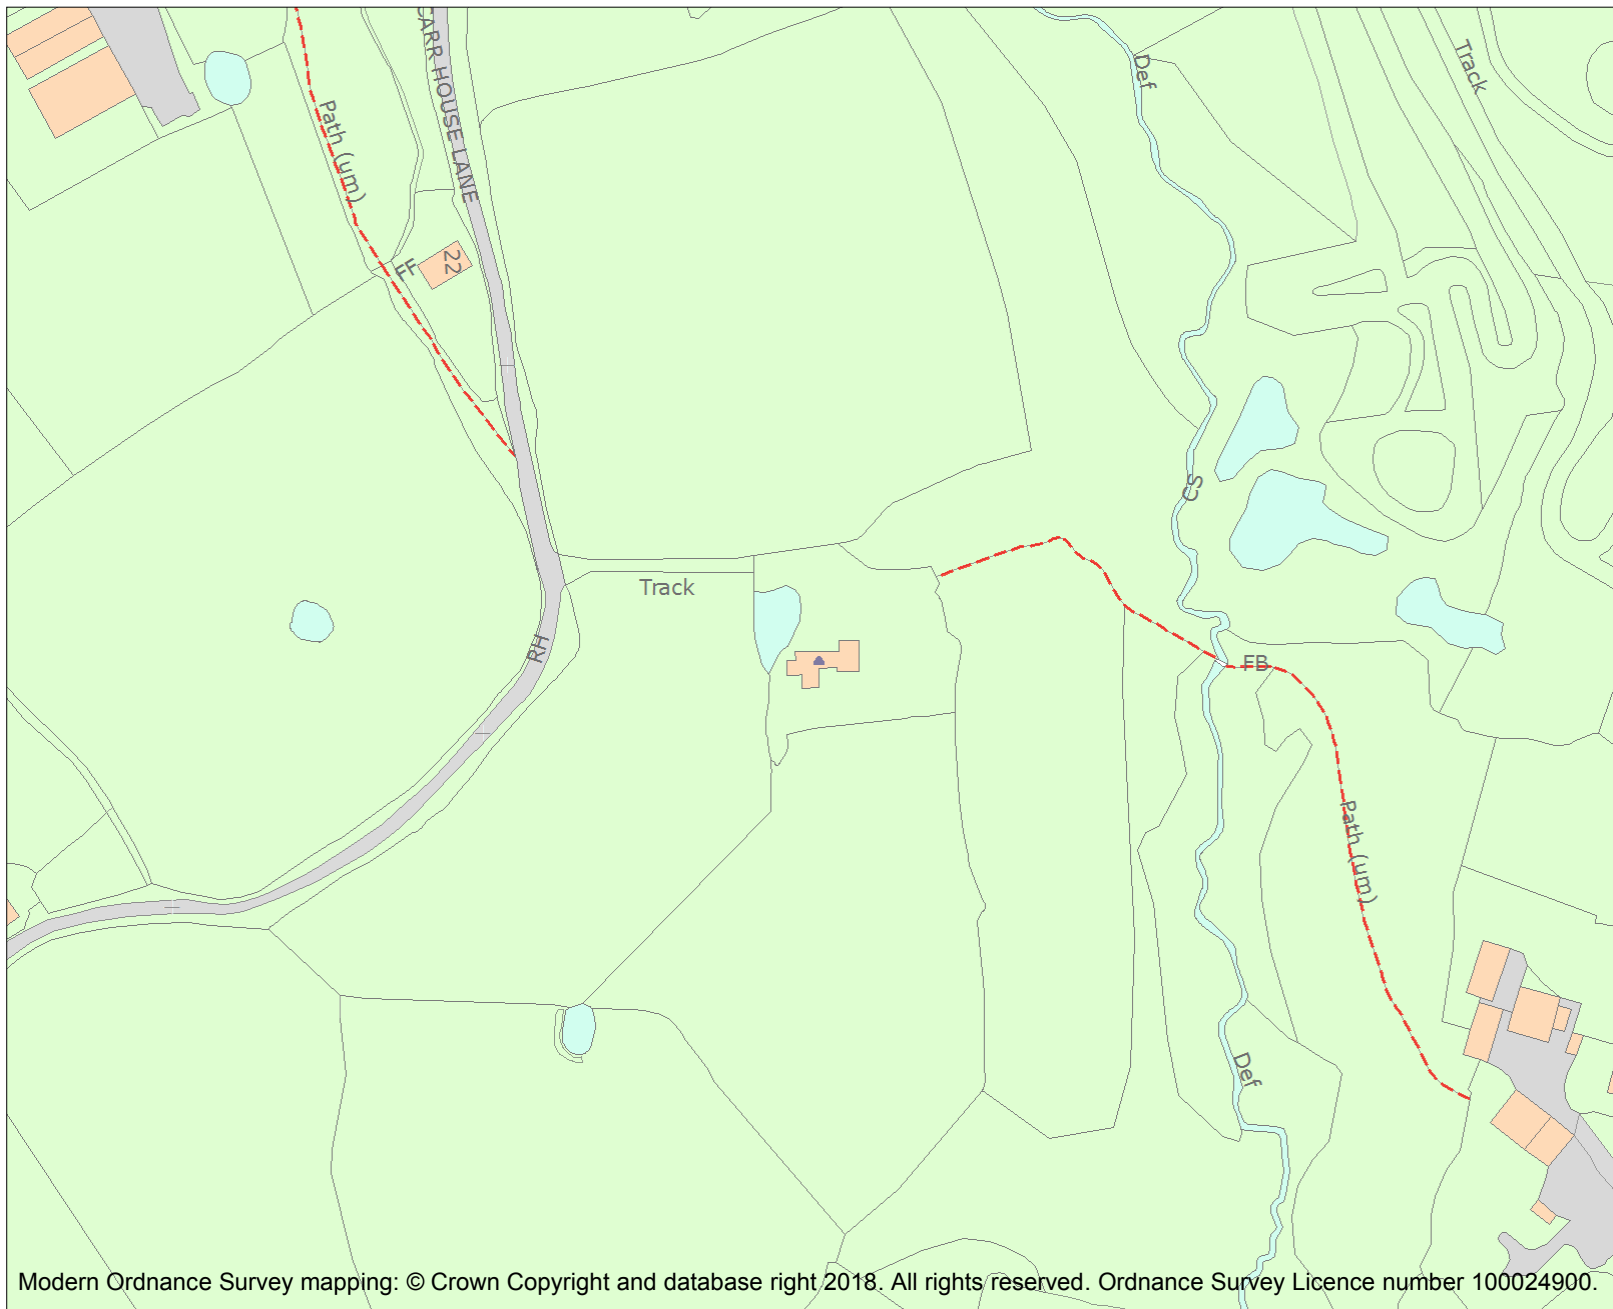 CARR HOUSE LANE
Def
Track
Path (um)
FF
22
CS
Track
RH
FB
Path (um)
Def
Modern Ordnance Survey mapping: © Crown Copyright and database right 2018. All rights reserved. Ordnance Survey Licence number 100024900.